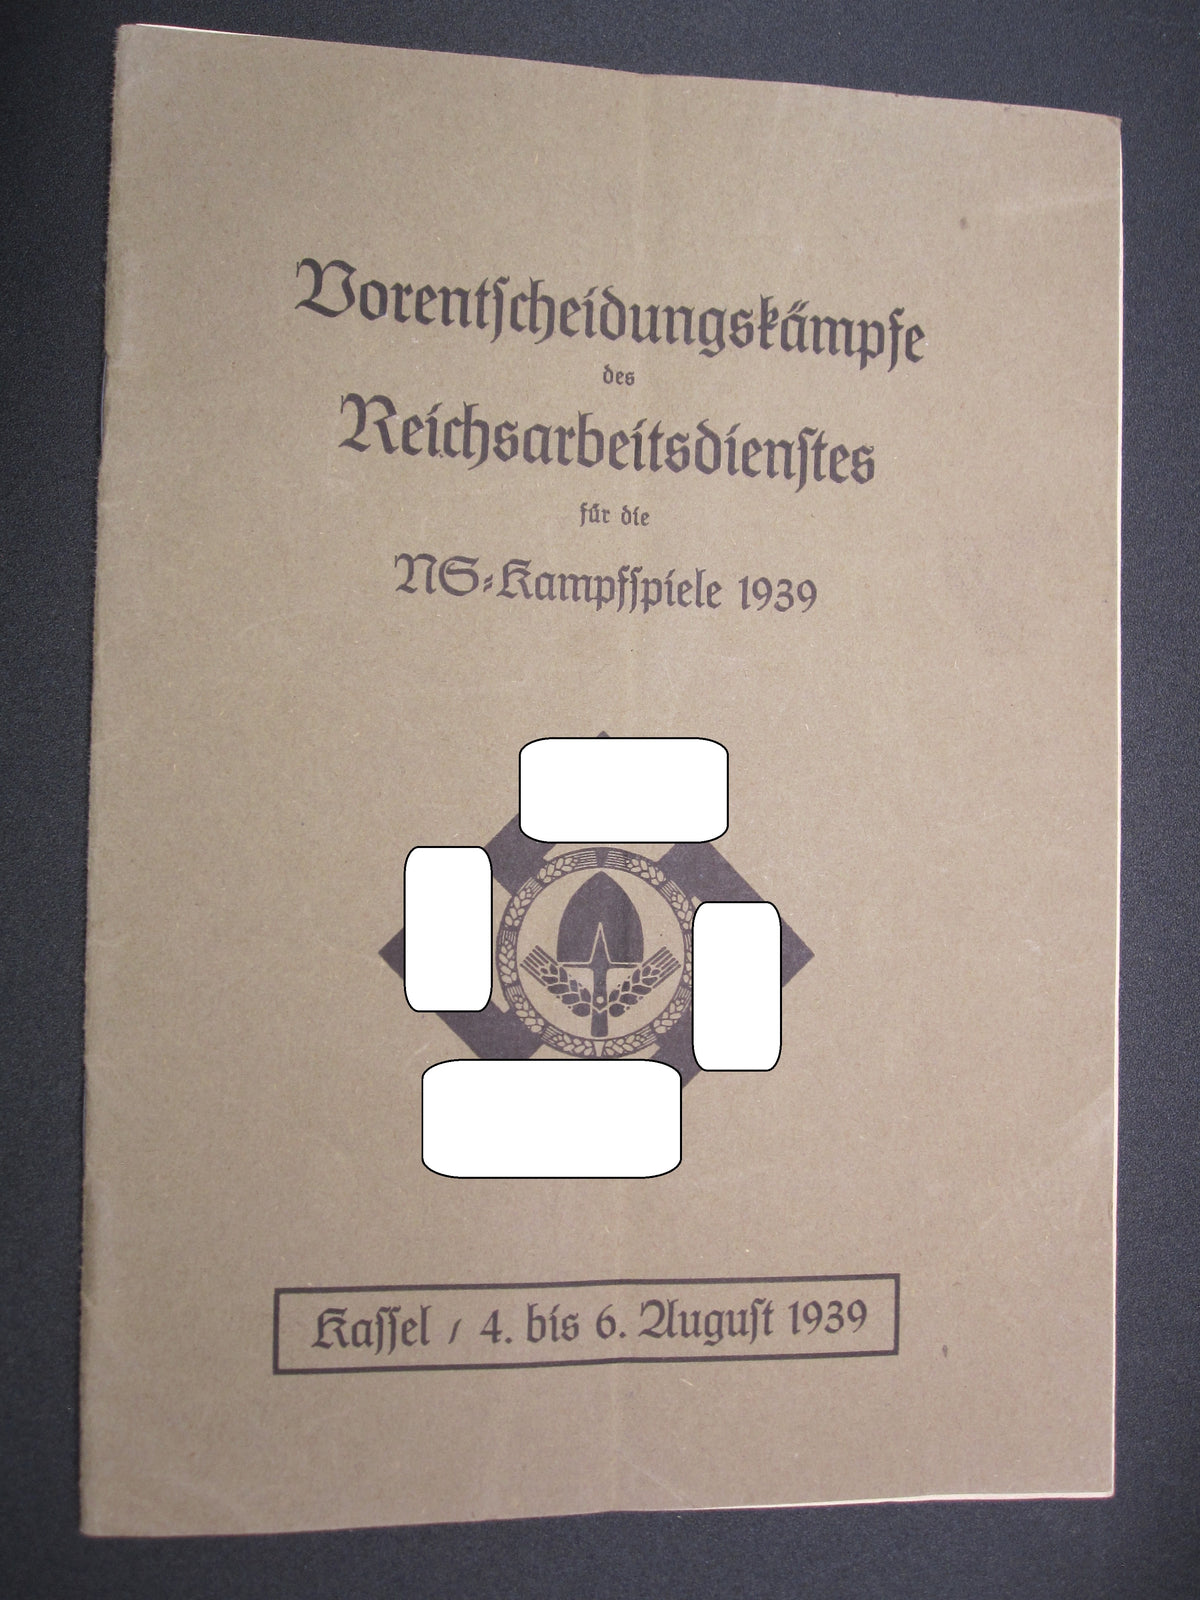 Vorentscheidungskämpfe
des
Reichsarbeitsdienstes
für die
NS-Kampfspiele 1939
Kassel / 4. bis 6. August 1939